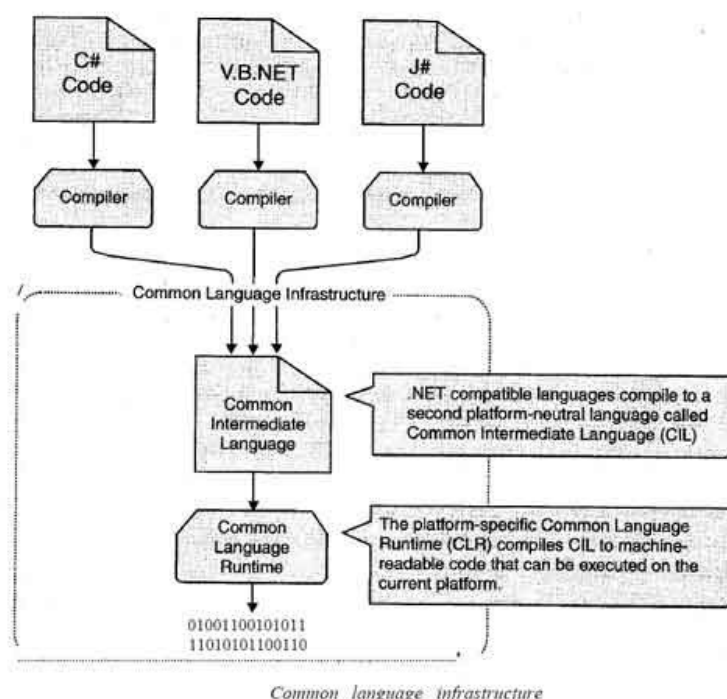 C#
Code
V.B.NET
Code
J#
Code
Compiler
Compiler
Compiler
Common Language Infrastructure
Common
Intermediate
Language
.NET compatible languages compile to a
second platform-neutral language called
Common Intermediate Language (CIL)
Common
Language
Runtime
The platform-specific Common Language
Runtime (CLR) compiles CIL to machine-
readable code that can be executed on the
current platform.
01001100101011
11010101100110
Common language infrastructure